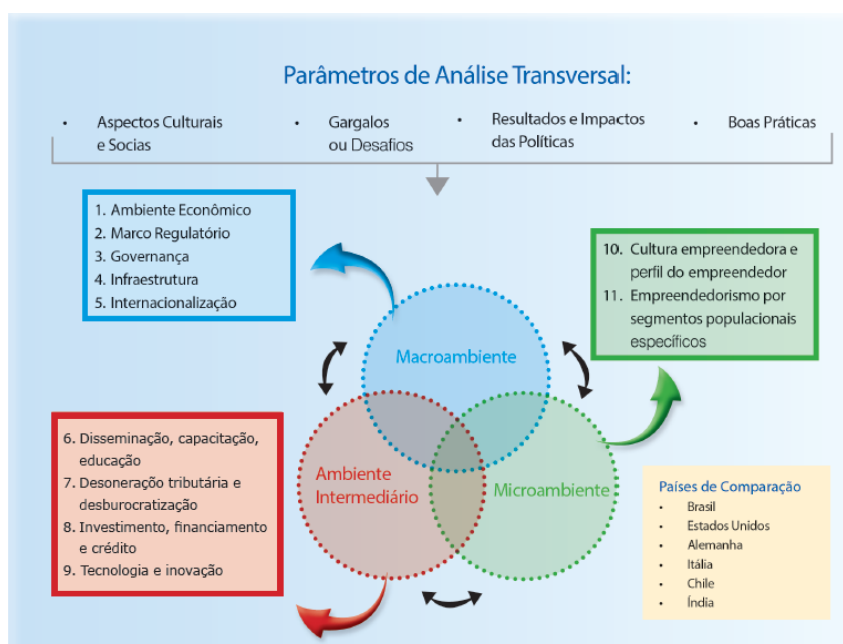 Parâmetros de Análise Transversal:
• Aspectos Culturais
e Socias
• Gargalos
ou Desafios
• Resultados e Impactos
das Políticas
• Boas Práticas
1. Ambiente Econômico
2. Marco Regulatório
3. Governança
4. Infraestrutura
5. Internacionalização
10. Cultura empreendedora e
perfil do empreendedor
11. Empreendedorismo por
segmentos populacionais
específicos
Macroambiente
6. Disseminação, capacitação,
educação
7. Desoneração tributária e
desburocratização
8. Investimento, financiamento
e crédito
9. Tecnologia e inovação
Ambiente
Intermediário
Microambiente
Países de Comparação
• Brasil
• Estados Unidos
• Alemanha
• Itália
• Chile
• Índia